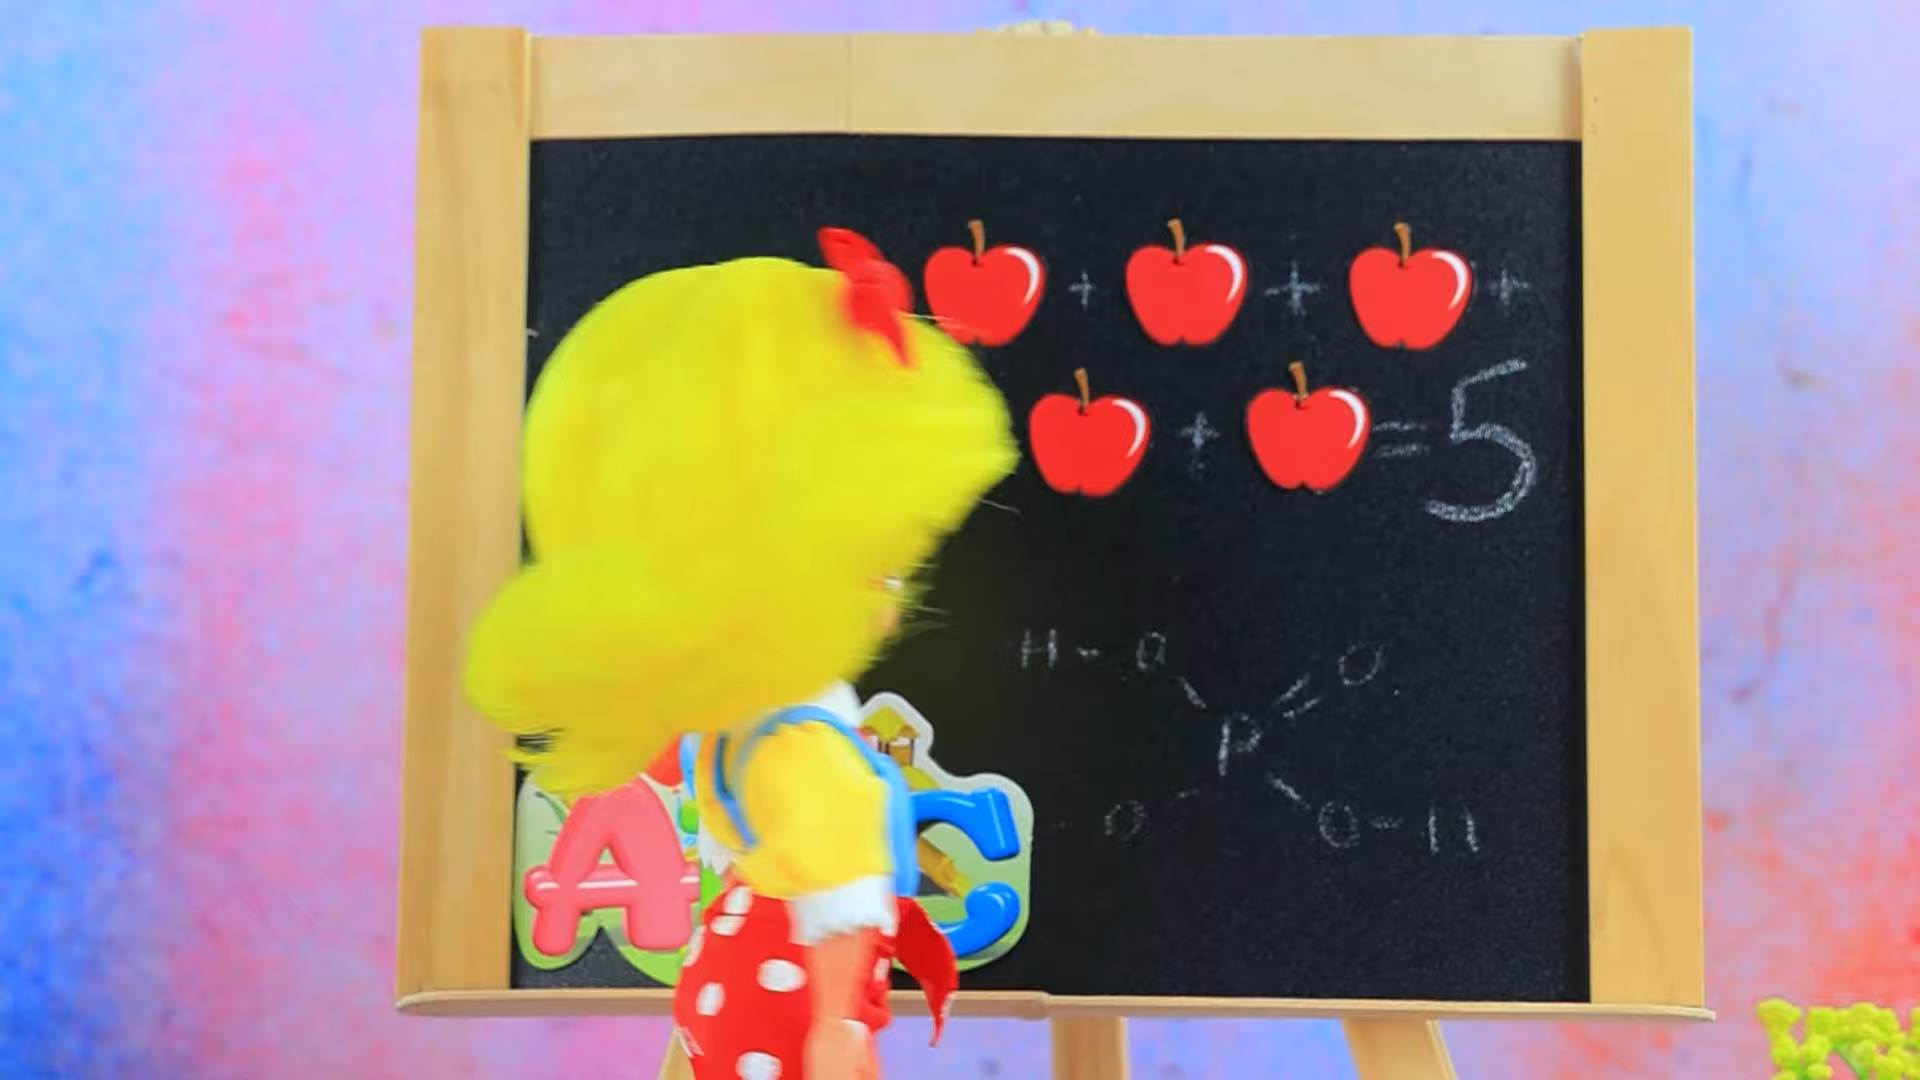 + + +
+ = 5
H - O O
P
- O O - H
A C